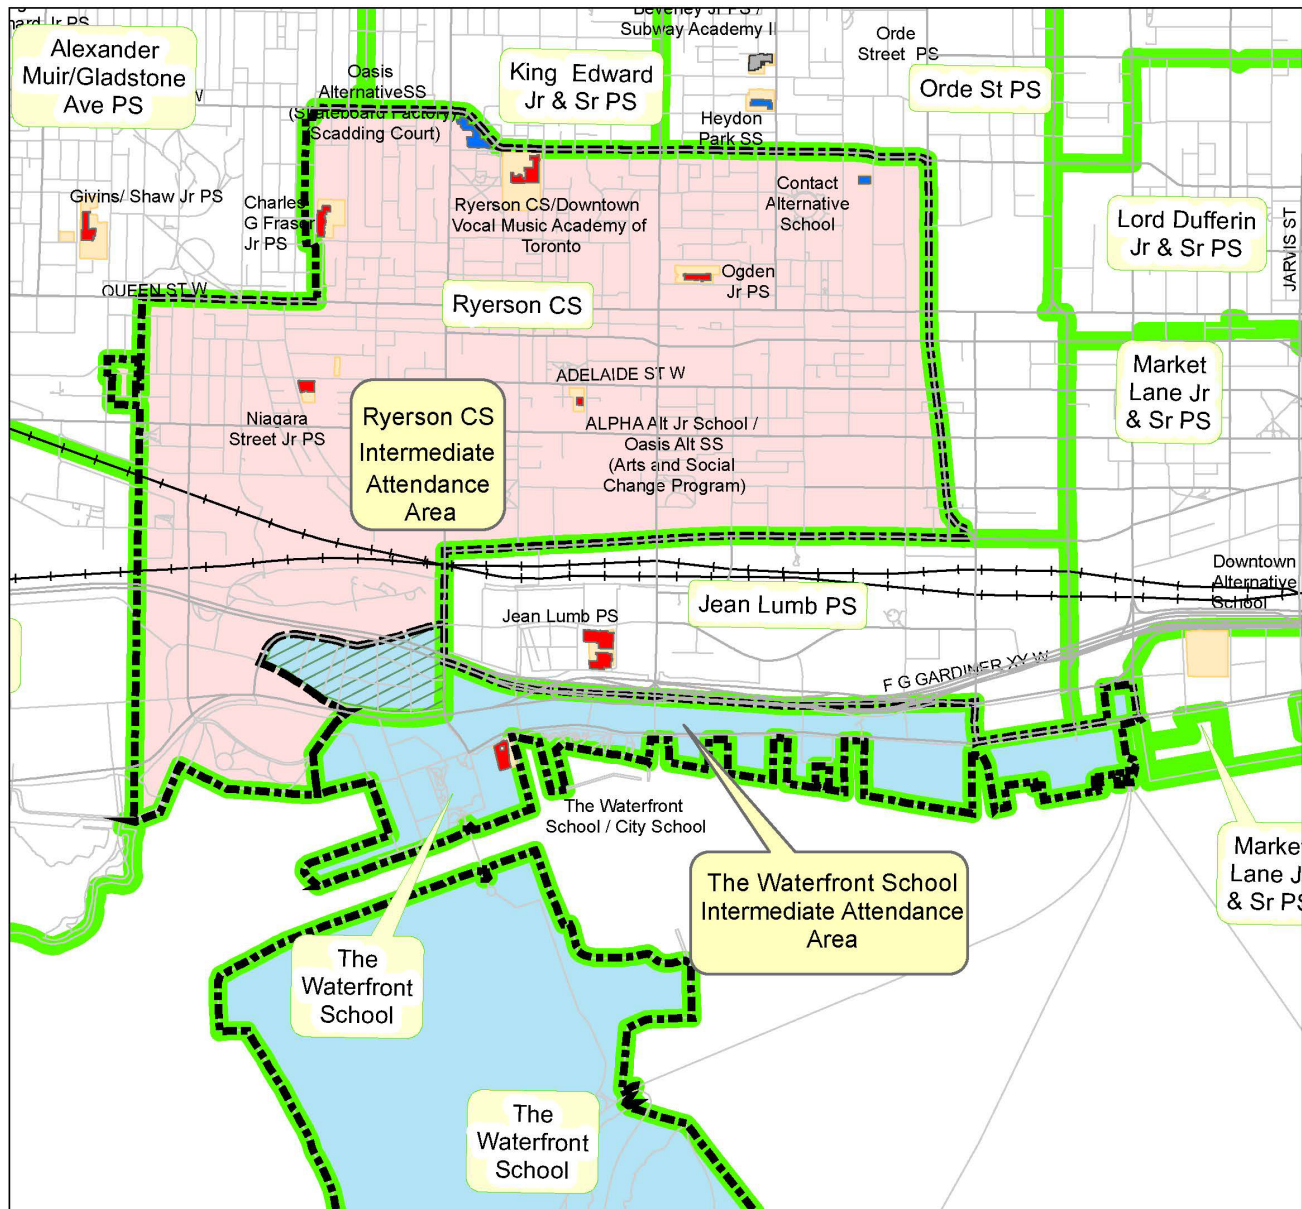 Alexander
Muir/Gladstone
Ave PS
Oasis
AlternativeSS
(Skateboard Factory/
Scadding Court)
King Edward
Jr & Sr PS
Subway Academy II
Orde
Street PS
Orde St PS
Heydon
Park SS
Givins/ Shaw Jr PS
Charles
G Fraser
Jr PS
Ryerson CS/Downtown
Vocal Music Academy of
Toronto
Contact
Alternative
School
Lord Dufferin
Jr & Sr PS
JARVIS ST
Ogden
Jr PS
QUEEN ST W
Ryerson CS
Market
Lane Jr
& Sr PS
ADELAIDE ST W
Niagara
Street Jr PS
Ryerson CS
Intermediate
Attendance
Area
ALPHA Alt Jr School /
Oasis Alt SS
(Arts and Social
Change Program)
Downtown
Alternative
School
Jean Lumb PS
Jean Lumb PS
F G GARDINER XY W
The Waterfront
School / City School
The Waterfront School
Intermediate Attendance
Area
Market
Lane J
& Sr PS
The
Waterfront
School
The
Waterfront
School